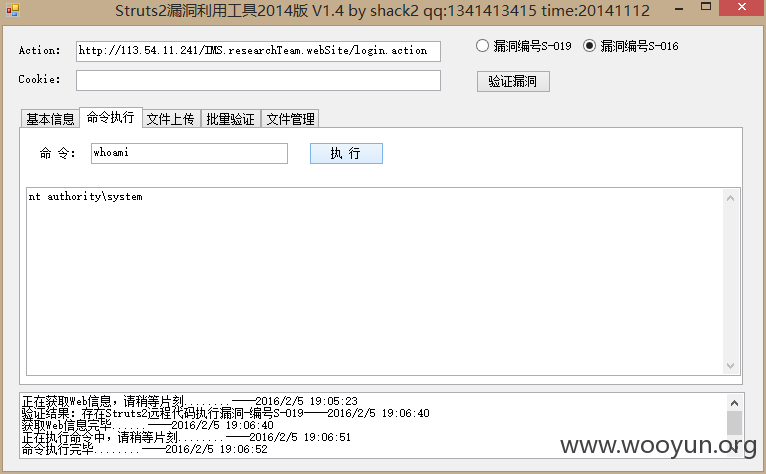 Struts2漏洞利用工具2014版 V1.4 by shack2 qq:1341413415 time:20141112
Action: http://113.54.11.241/IMS.researchTeam.webSite/login.action 漏洞编号S-019 漏洞编号S-016
Cookie: 验证漏洞
基本信息 命令执行 文件上传 批量验证 文件管理
命 令: whoami 执 行
nt authority\system
正在获取Web信息，请稍等片刻........——2016/2/5 19:05:23
验证结果：存在Struts2远程代码执行漏洞-编号S-019——2016/2/5 19:06:40
获取Web信息完毕......——2016/2/5 19:06:40
正在执行命令中，请稍等片刻........——2016/2/5 19:06:51
命令执行完毕........——2016/2/5 19:06:52
www.wooyun.org